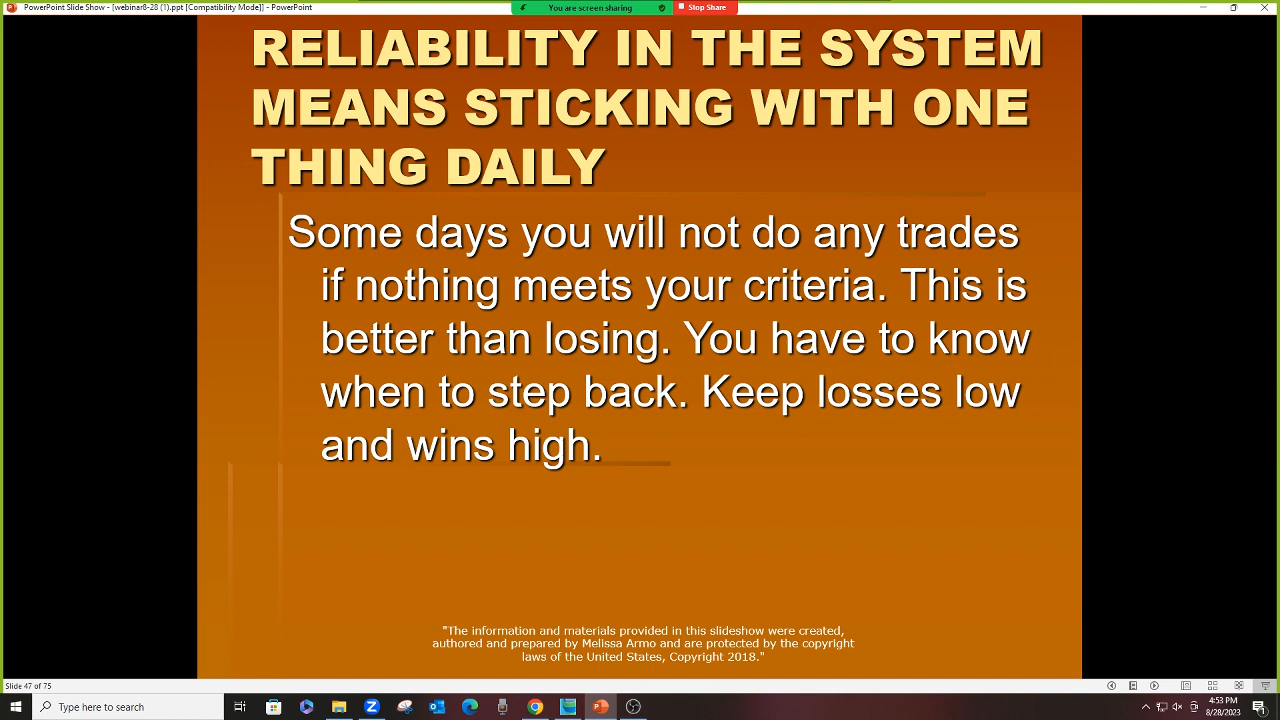 PowerPoint Slide Show - [webinar8-28 (1).ppt [Compatibility Mode]] - PowerPoint
You are screen sharing
Stop Share
RELIABILITY IN THE SYSTEM
MEANS STICKING WITH ONE
THING DAILY
Some days you will not do any trades
if nothing meets your criteria. This is
better than losing. You have to know
when to step back. Keep losses low
and wins high.
"The information and materials provided in this slideshow were created,
authored and prepared by Melissa Armo and are protected by the copyright
laws of the United States, Copyright 2018."
Slide 47 of 75
Type here to search
4:53 PM
8/28/2023